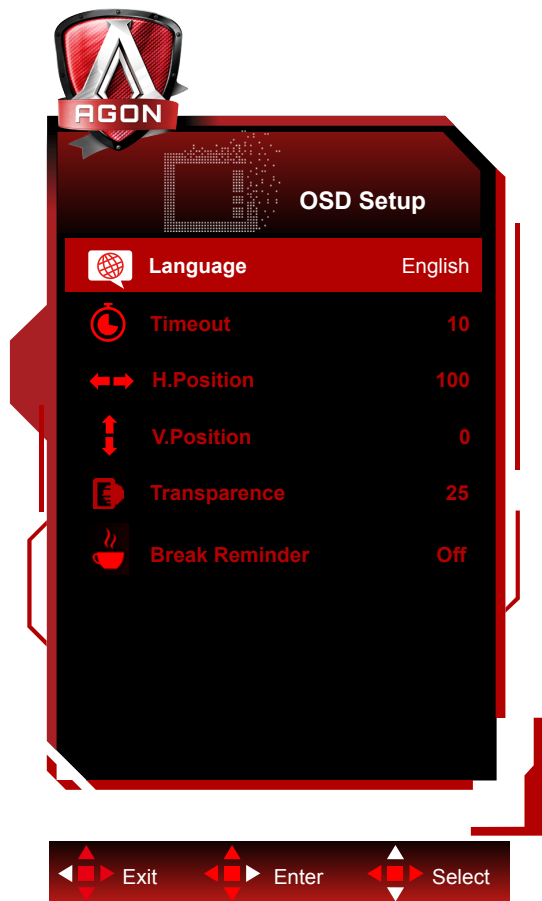 AGON
OSD Setup
Language English
Timeout 10
H.Position 100
V.Position 0
Transparence 25
Break Reminder Off
Exit Enter Select